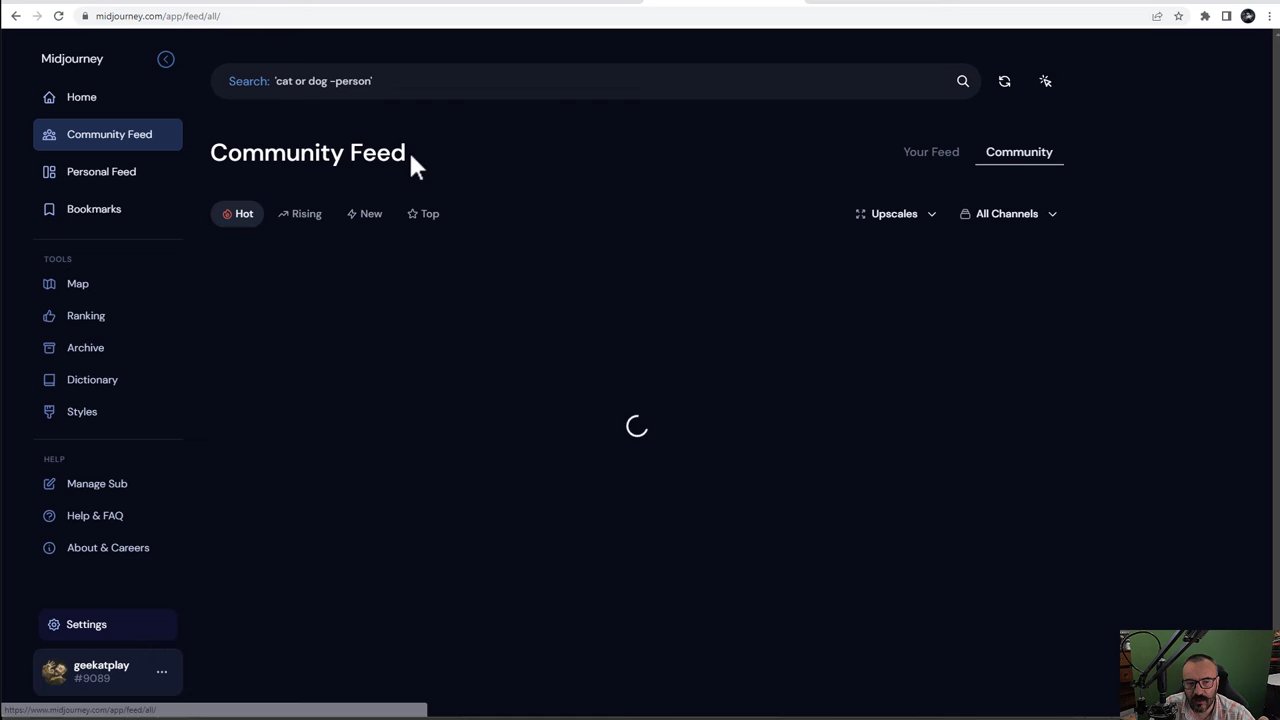 midjourney.com/app/feed/all/
Midjourney
Search: 'cat or dog -person'
Home
Community Feed
Personal Feed
Bookmarks
TOOLS
Map
Ranking
Archive
Dictionary
Styles
HELP
Manage Sub
Help & FAQ
About & Careers
Settings
geekatplay
#9089
Community Feed
Your Feed
Community
Hot
Rising
New
Top
Upscales
All Channels
https://www.midjourney.com/app/feed/all/